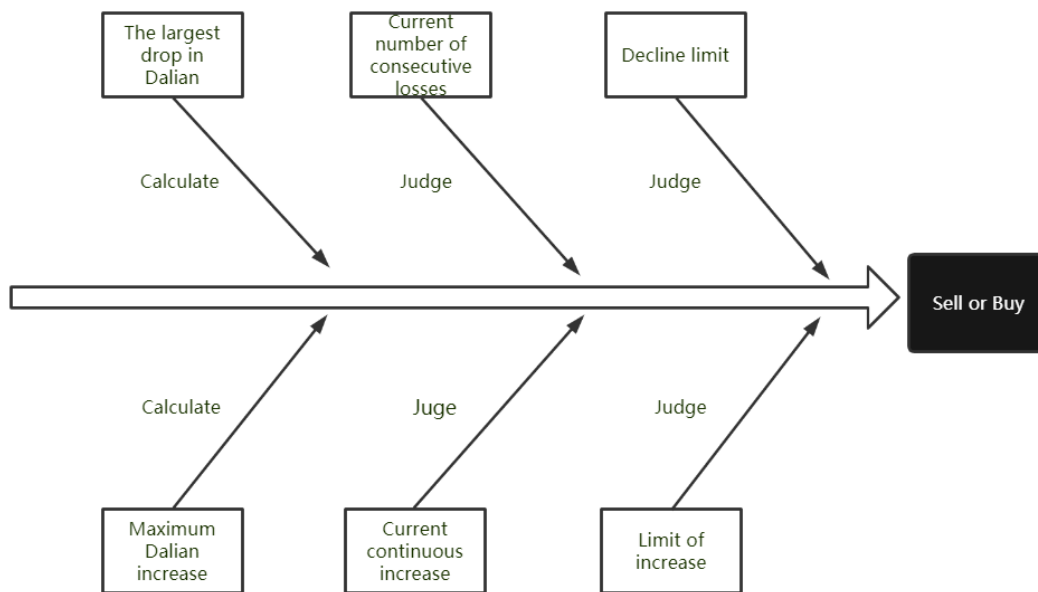 The largest
drop in
Dalian
Current
number of
consecutive
losses
Decline limit
Calculate
Judge
Judge
Sell or Buy
Calculate
Juge
Judge
Maximum
Dalian
increase
Current
continuous
increase
Limit of
increase